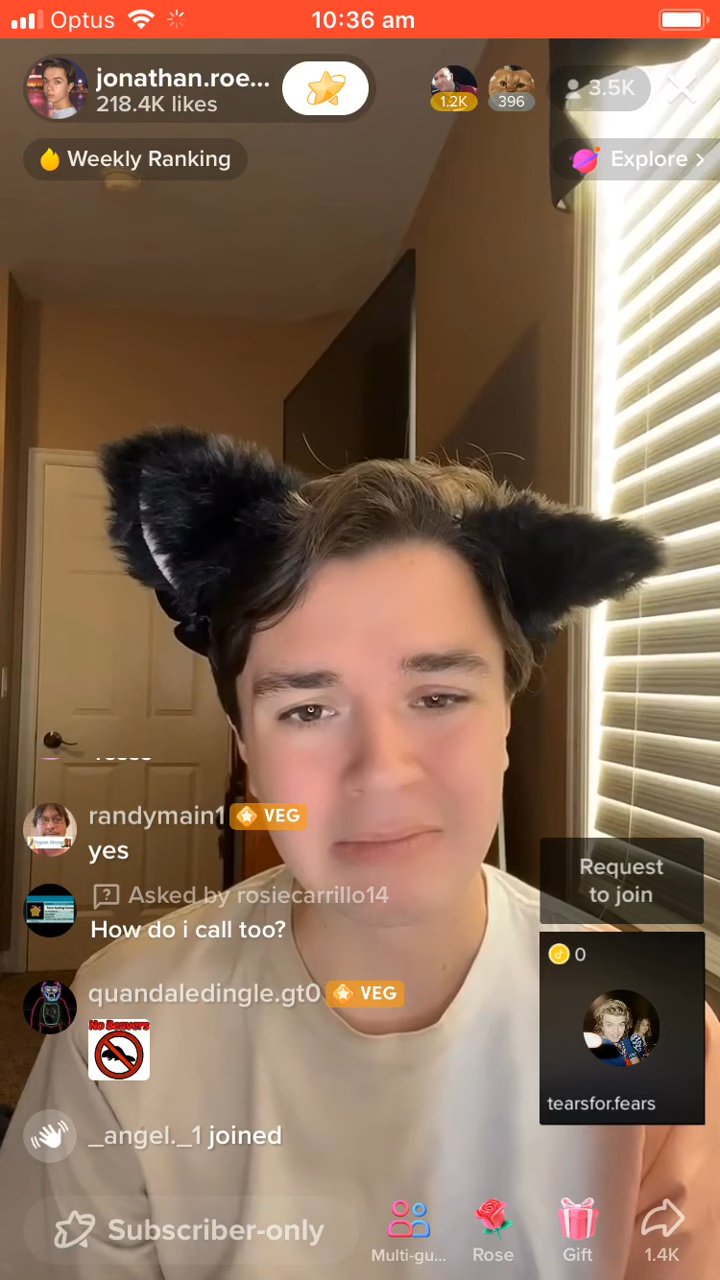 Optus
10:36 am
jonathan.roe...
218.4K likes
1.2K
396
3.5K
Weekly Ranking
Explore >
randymain1 VEG
yes
Asked by rosiecarrillo14
How do i call too?
quandaledingle.gt0 VEG
No Beavers
_angel._1 joined
Request
to join
0
tearsfor.fears
Subscriber-only
Multi-gu...
Rose
Gift
1.4K